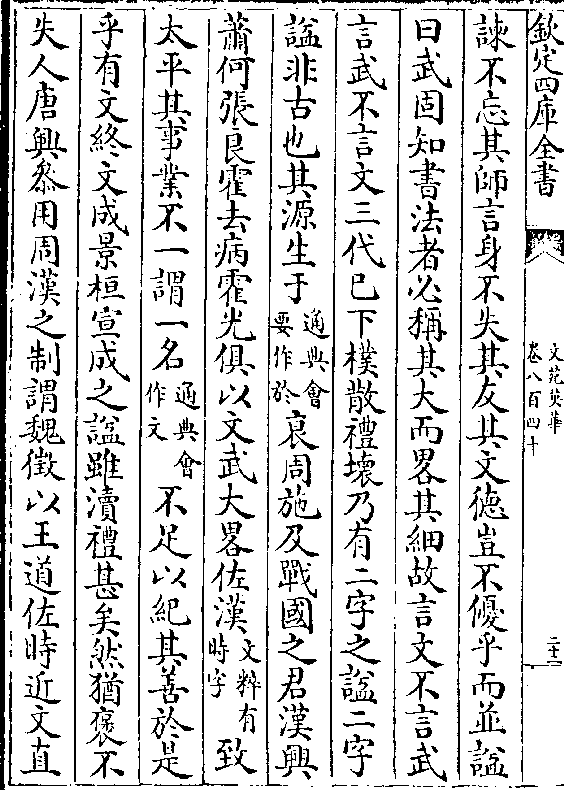 欽定四庫全書
文苑英華
卷八百四十
二十一
諫不忘其師言身不失其友其文德豈不優乎而並諡
曰武固知書法者必稱其大而畧其細故言文不言武
言武不言文三代已下樸散禮壞乃有二字之諡二字
諡非古也其源生于通典會要作於衰周施及戰國之君漢興
蕭何張良霍去病霍光俱以文武大畧佐漢文粹有時字致
太平其事業不一謂一名通典會作文不足以紀其善於是
乎有文終文成景桓宣成之諡雖瀆禮甚矣然猶褒不
失人唐興叅用周漢之制謂魏徵以王道佐時近文直